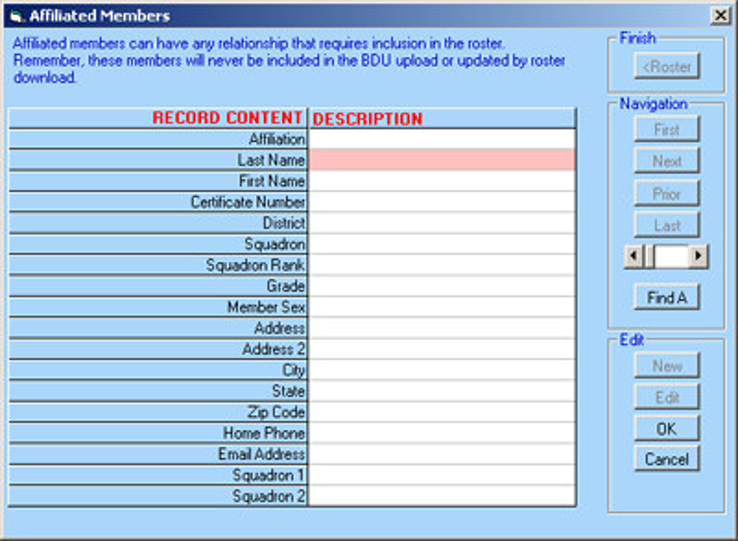 Affiliated Members
Affiliated members can have any relationship that requires inclusion in the roster.
Remember, these members will never be included in the BDU upload or updated by roster
download.
RECORD CONTENT DESCRIPTION
Affiliation
Last Name
First Name
Certificate Number
District
Squadron
Squadron Rank
Grade
Member Sex
Address
Address 2
City
State
Zip Code
Home Phone
Email Address
Squadron 1
Squadron 2
Finish
<Roster
Navigation
First
Next
Prior
Last
Find A
Edit
New
Edit
OK
Cancel